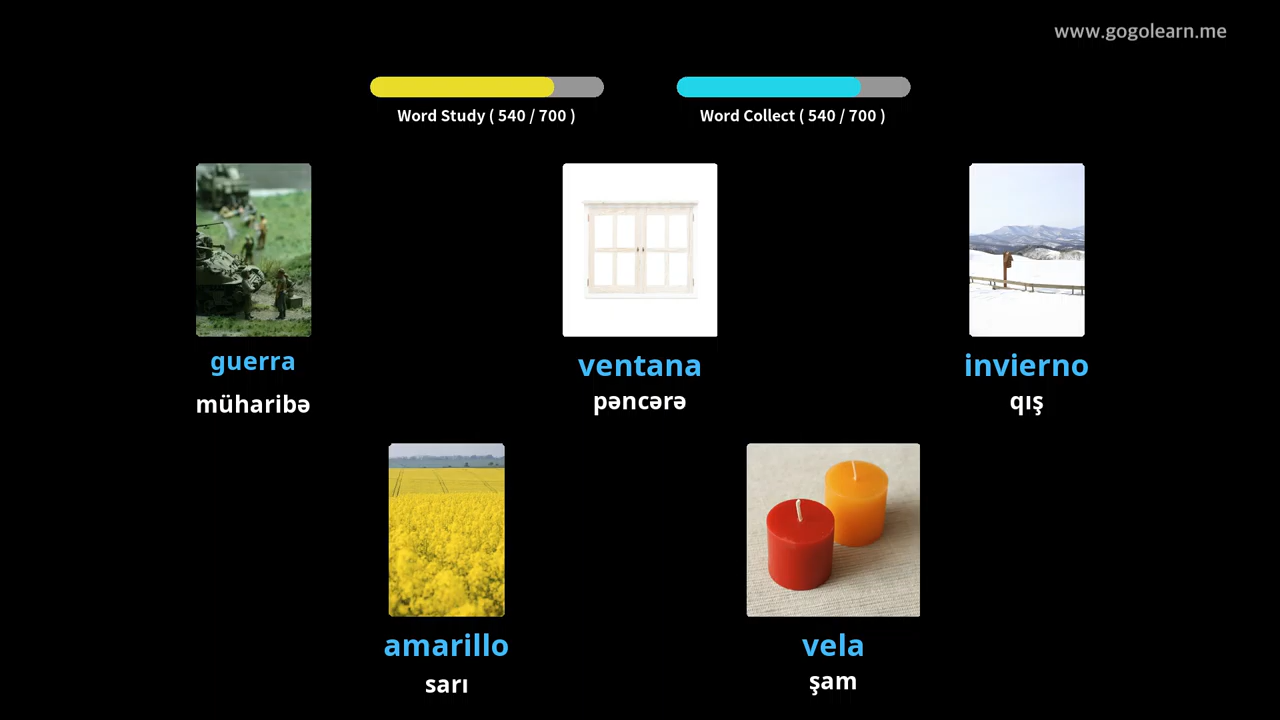 www.gogolearn.me
Word Study ( 540 / 700 )
Word Collect ( 540 / 700 )
guerra
müharibə
ventana
pəncərə
invierno
qış
amarillo
sarı
vela
şam